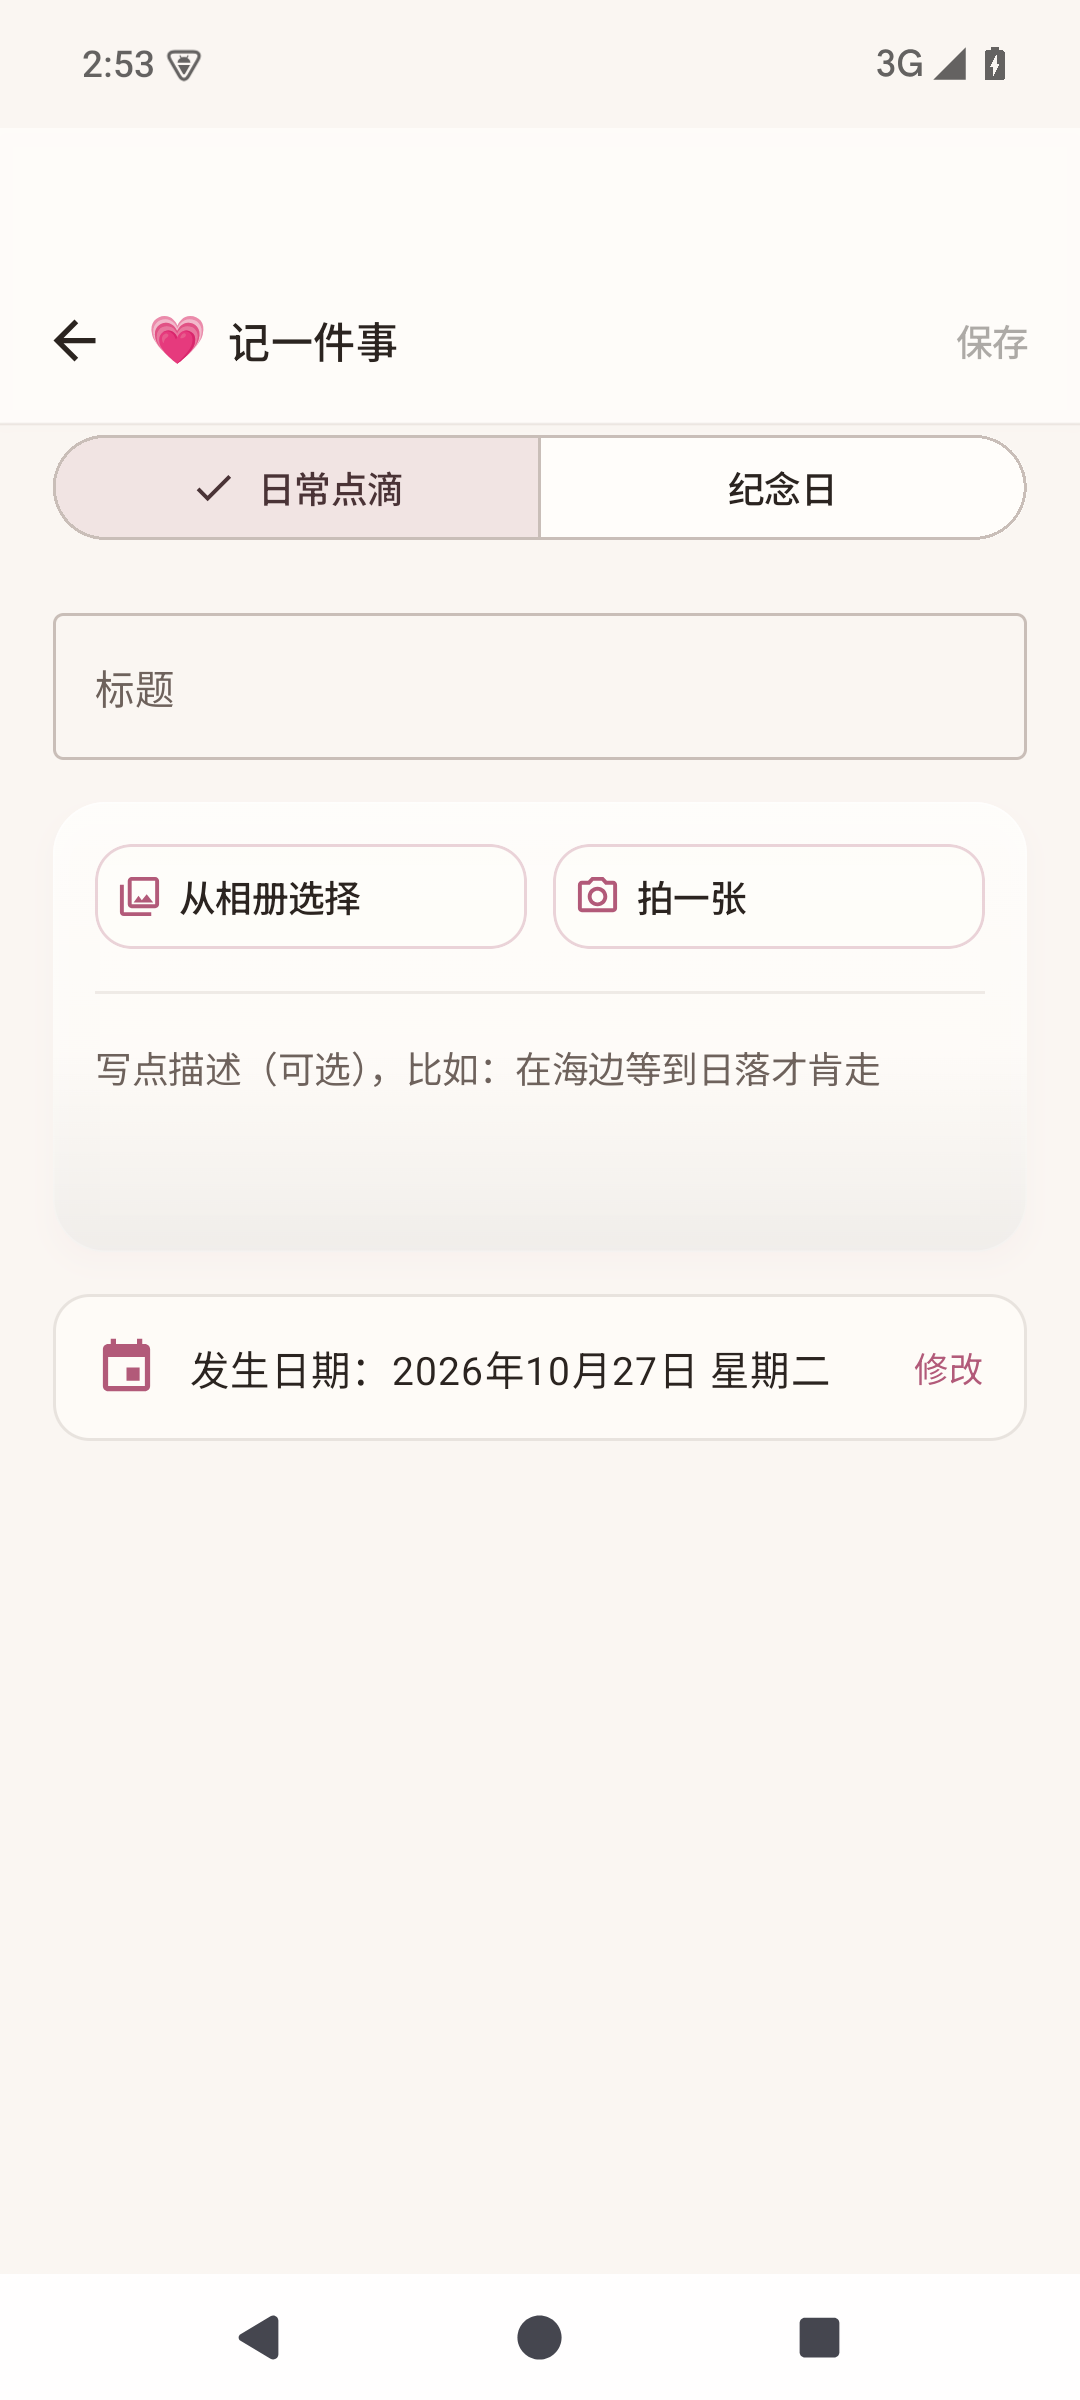 2:53
3G
记一件事
保存
日常点滴
纪念日
标题
从相册选择
拍一张
写点描述（可选），比如：在海边等到日落才肯走
发生日期：2026年10月27日 星期二
修改